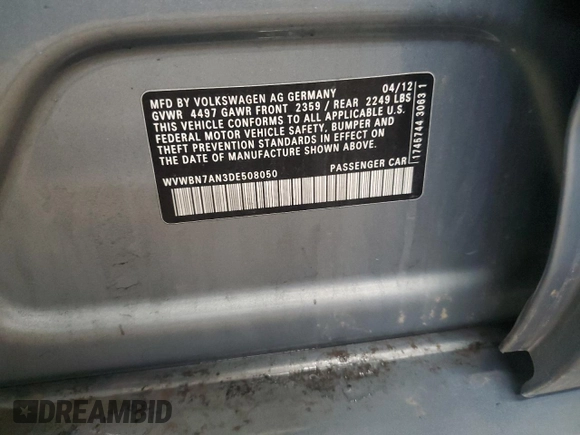 MFD BY VOLKSWAGEN AG GERMANY 04/12
GVWR 4497 GAWR FRONT 2359 / REAR 2249 LBS
THIS VEHICLE CONFORMS TO ALL APPLICABLE U.S.
FEDERAL MOTOR VEHICLE SAFETY, BUMPER AND
THEFT PREVENTION STANDARDS IN EFFECT ON
THE DATE OF MANUFACTURE SHOWN ABOVE.
WVWBN7AN3DE508050 PASSENGER CAR
1746744 3063 1
DREAMBID